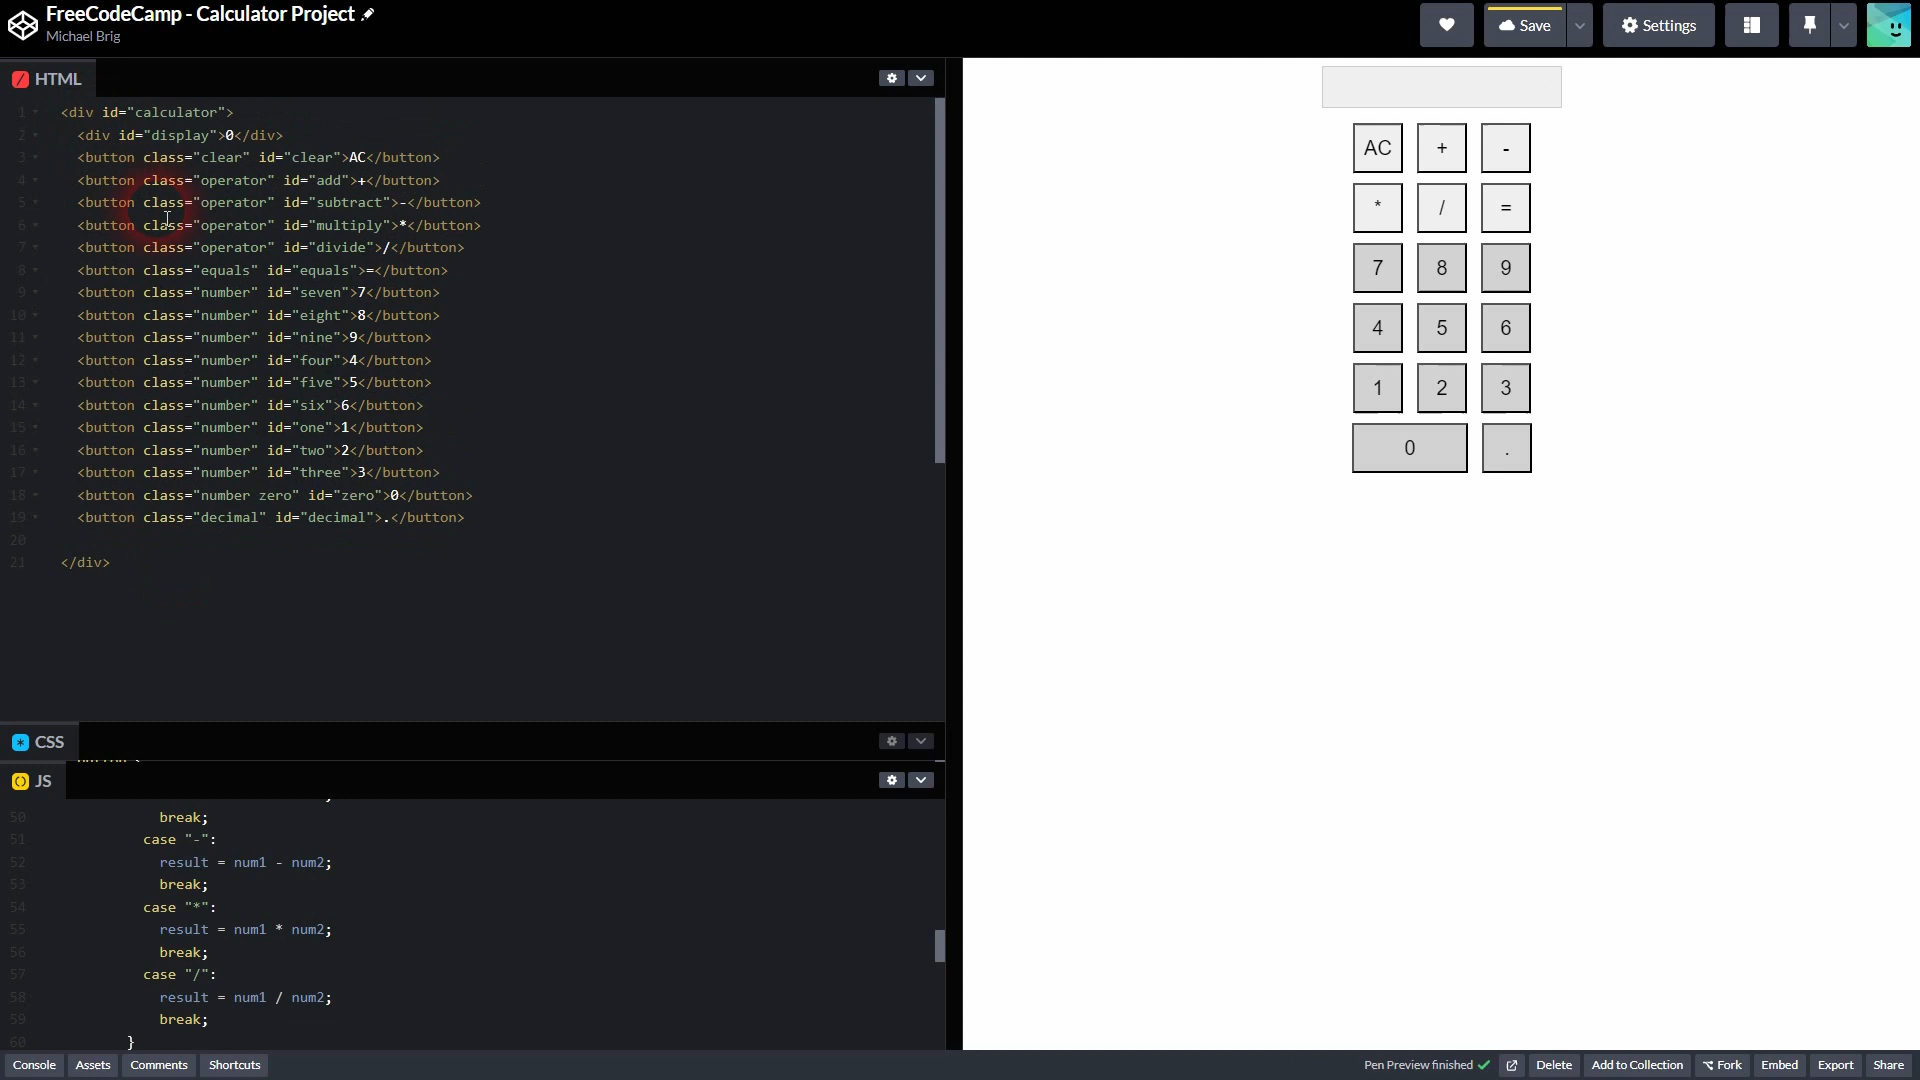 FreeCodeCamp - Calculator Project
Michael Brig
Save
Settings
HTML
1 <div id="calculator">
2 <div id="display">0</div>
3 <button class="clear" id="clear">AC</button>
4 <button class="operator" id="add">+</button>
5 <button class="operator" id="subtract">-</button>
6 <button class="operator" id="multiply">*</button>
7 <button class="operator" id="divide">/</button>
8 <button class="equals" id="equals">=</button>
9 <button class="number" id="seven">7</button>
10 <button class="number" id="eight">8</button>
11 <button class="number" id="nine">9</button>
12 <button class="number" id="four">4</button>
13 <button class="number" id="five">5</button>
14 <button class="number" id="six">6</button>
15 <button class="number" id="one">1</button>
16 <button class="number" id="two">2</button>
17 <button class="number" id="three">3</button>
18 <button class="number zero" id="zero">0</button>
19 <button class="decimal" id="decimal">.</button>
20
21 </div>
CSS
JS
50 break;
51 case "-":
52 result = num1 - num2;
53 break;
54 case "*":
55 result = num1 * num2;
56 break;
57 case "/":
58 result = num1 / num2;
59 break;
60 }
AC + -
* / =
7 8 9
4 5 6
1 2 3
0 .
Console Assets Comments Shortcuts
Pen Preview finished Delete Add to Collection Fork Embed Export Share